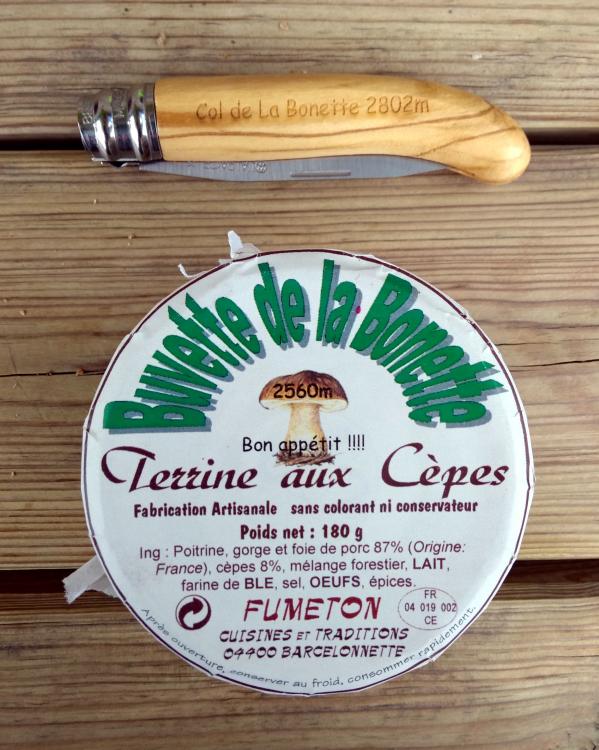 Col de La Bonette 2802m
Buvette de la Bonette
2560m
Bon appétit !!!!
Terrine aux Cèpes
Fabrication Artisanale sans colorant ni conservateur
Poids net : 180 g
Ing : Poitrine, gorge et foie de porc 87% (Origine:
France), cèpes 8%, mélange forestier, LAIT,
farine de BLE, sel, OEUFS, épices.
FUMETON
CUISINES ET TRADITIONS
04400 BARCELONNETTE
FR
04 019 002
CE
Après ouverture, conserver au froid, consommer rapidement.